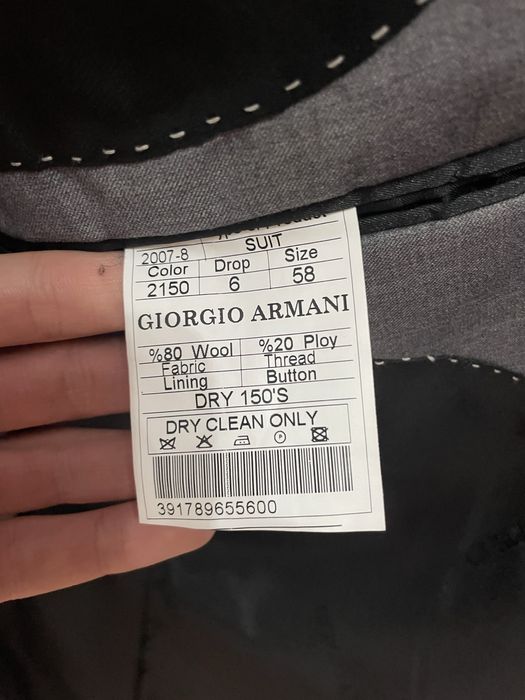 Product
2007-8 SUIT
Color Drop Size
2150 6 58
GIORGIO ARMANI
%80 Wool %20 Ploy
Fabric Thread
Lining Button
DRY 150'S
DRY CLEAN ONLY
P
391789655600